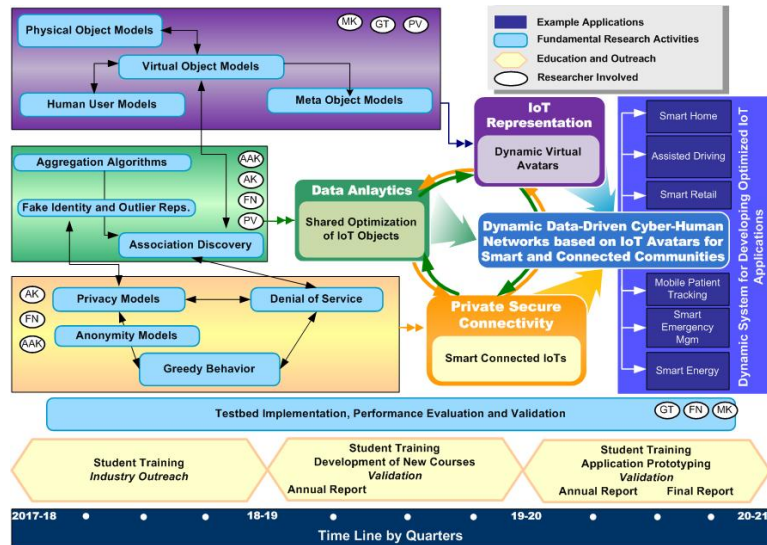 MK
GT
PV
Physical Object Models
Virtual Object Models
Human User Models
Meta Object Models
Example Applications
Fundamental Research Activities
Education and Outreach
Researcher Involved
IoT
Representation
Dynamic Virtual
Avatars
Aggregation Algorithms
Fake Identity and Outlier Reps.
Association Discovery
AAK
AK
FN
PV
Data Anlaytics
Shared Optimization
of IoT Objects
Dynamic Data-Driven Cyber-Human
Networks based on IoT Avatars for
Smart and Connected Communities
Private Secure
Connectivity
Smart Connected IoTs
AK
FN
AAK
Privacy Models
Denial of Service
Anonymity Models
Greedy Behavior
Smart Home
Assisted Driving
Smart Retail
Mobile Patient
Tracking
Smart
Emergency
Mgm
Smart Energy
Dynamic System for Developing Optimized IoT
Applications
Testbed Implementation, Performance Evaluation and Validation
GT
FN
MK
Student Training
Industry Outreach
Student Training
Development of New Courses
Validation
Annual Report
Student Training
Application Prototyping
Validation
Annual Report
Final Report
2017-18
18-19
19-20
20-21
Time Line by Quarters